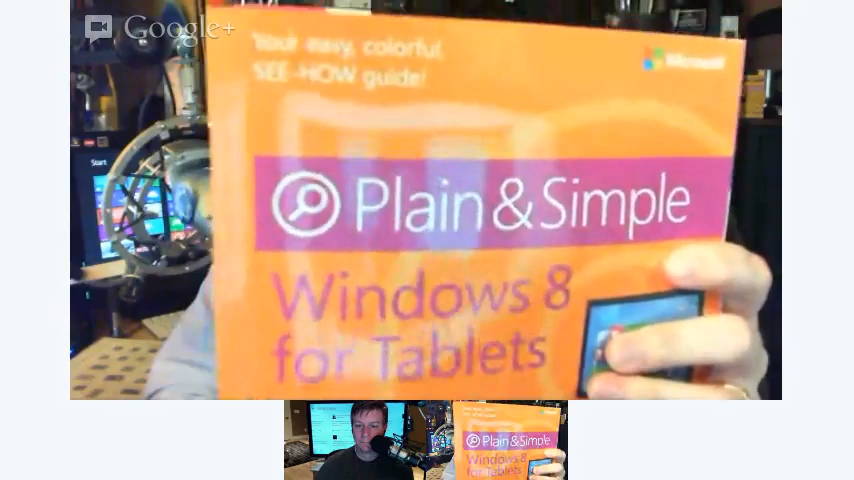 Google+
Your easy, colorful,
SEE-HOW guide!
Microsoft
Start
Plain & Simple
Windows 8
for Tablets
Plain & Simple
Windows 8
for Tablets